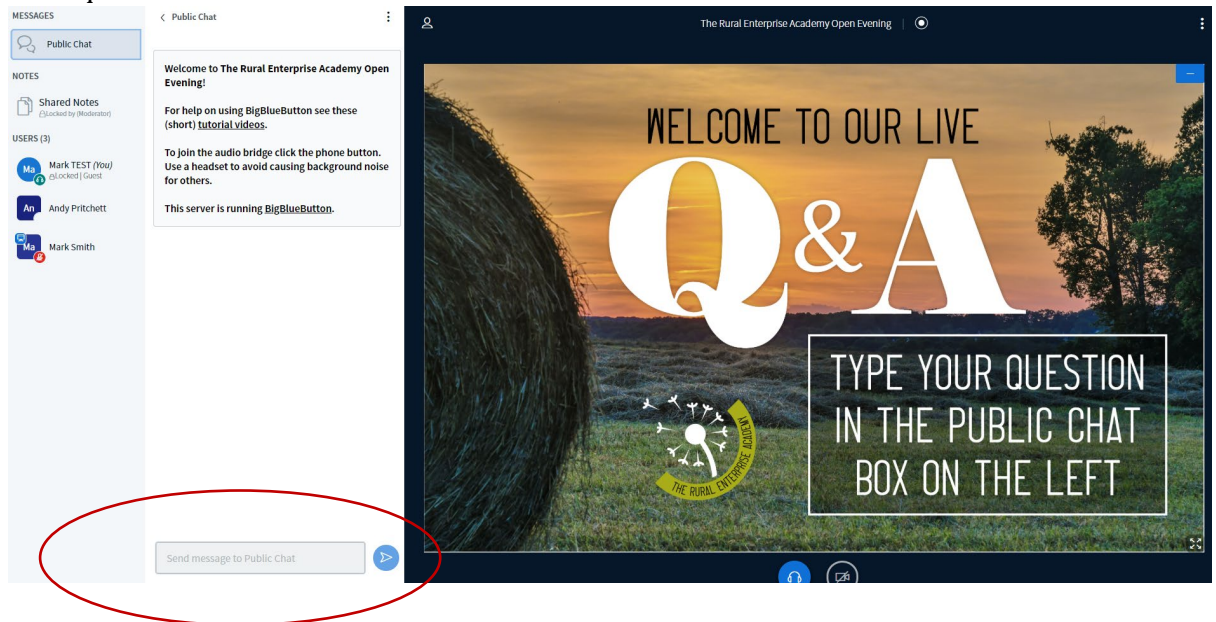 MESSAGES
Public Chat
NOTES
Shared Notes
Locked by (Moderator)
USERS (3)
Ma
Mark TEST (You)
Locked | Guest
An
Andy Pritchett
Ma
Mark Smith
Public Chat
Welcome to The Rural Enterprise Academy Open
Evening!
For help on using BigBlueButton see these
(short) tutorial videos.
To join the audio bridge click the phone button.
Use a headset to avoid causing background noise
for others.
This server is running BigBlueButton.
Send message to Public Chat
The Rural Enterprise Academy Open Evening
WELCOME TO OUR LIVE
Q & A
TYPE YOUR QUESTION
IN THE PUBLIC CHAT
BOX ON THE LEFT
THE RURAL ENTERPRISE ACADEMY